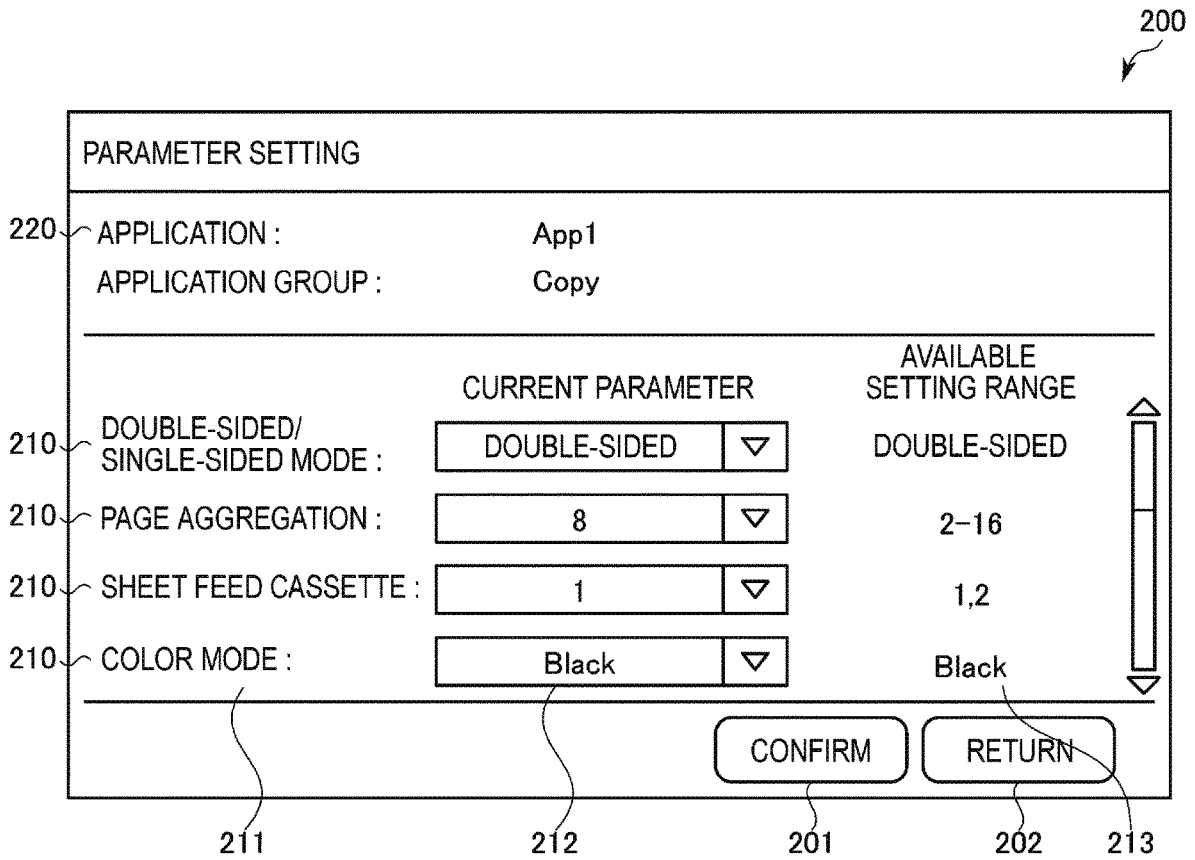 200
PARAMETER SETTING
220 APPLICATION : App1
APPLICATION GROUP : Copy
CURRENT PARAMETER
AVAILABLE
SETTING RANGE
210 DOUBLE-SIDED/
SINGLE-SIDED MODE : DOUBLE-SIDED DOUBLE-SIDED
210 PAGE AGGREGATION : 8 2-16
210 SHEET FEED CASSETTE : 1 1,2
210 COLOR MODE : Black Black
CONFIRM RETURN
211 212 201 202 213